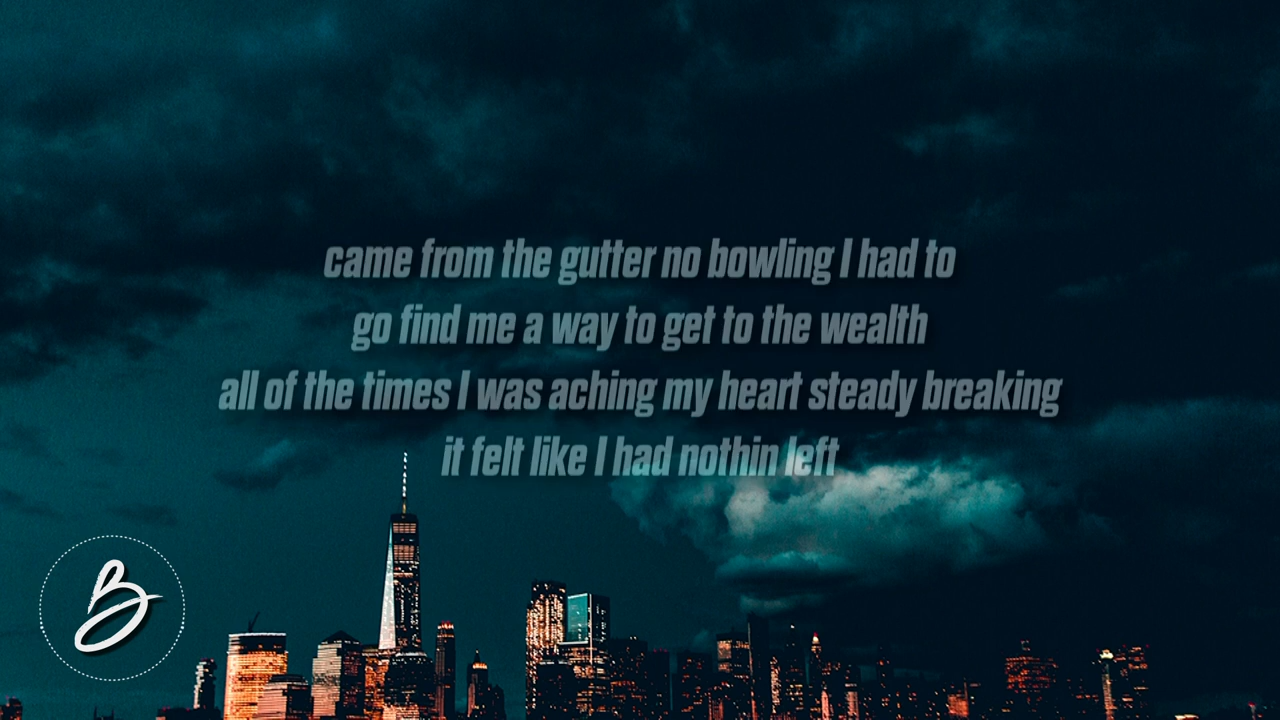 came from the gutter no bowling I had to
go find me a way to get to the wealth
all of the times I was aching my heart steady breaking
it felt like I had nothin left
B